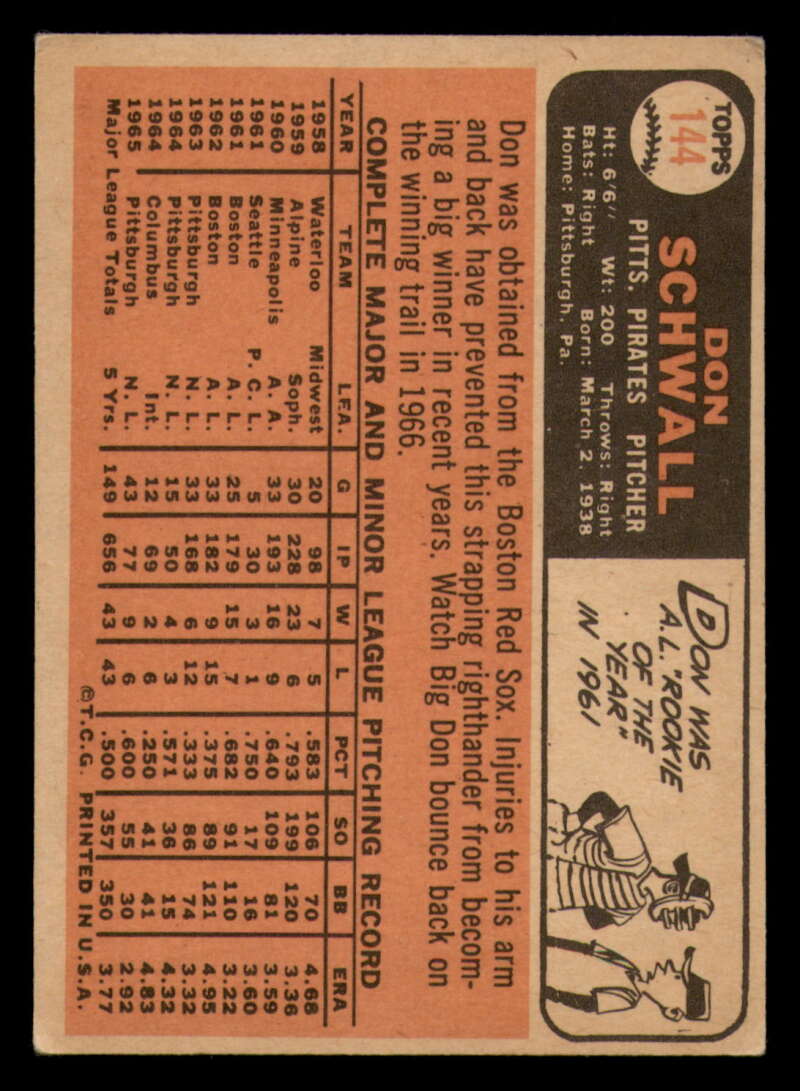 TOPPS
144
DON
SCHWALL
PITTS. PIRATES PITCHER
Ht: 6'6" Wt: 200 Throws: Right
Bats: Right Born: March 2, 1938
Home: Pittsburgh, Pa.
DON WAS
A.L. "ROOKIE
OF THE
YEAR"
IN 1961
Don was obtained from the Boston Red Sox. Injuries to his arm
and back have prevented this strapping righthander from becom-
ing a big winner in recent years. Watch Big Don bounce back on
the winning trail in 1966.
COMPLETE MAJOR AND MINOR LEAGUE PITCHING RECORD
YEAR TEAM LEA. G IP W L PCT SO BB ERA
1958 Waterloo Midwest 20 98 7 5 .583 106 70 4.68
1959 Alpine Soph. 30 228 23 6 .793 199 120 3.36
1960 Minneapolis A. A. 33 193 16 9 .640 109 81 3.59
1961 Seattle P. C. L. 5 30 3 1 .750 17 16 3.60
1961 Boston A. L. 25 179 15 7 .682 91 110 3.22
1962 Boston A. L. 33 182 9 15 .375 89 121 4.95
1963 Pittsburgh N. L. 33 168 6 12 .333 86 74 3.32
1964 Pittsburgh N. L. 15 50 4 3 .571 36 15 4.32
1964 Columbus Int. 12 69 2 6 .250 41 41 4.83
1965 Pittsburgh N. L. 43 77 9 6 .600 55 30 2.92
Major League Totals 5 Yrs. 149 656 43 43 .500 357 350 3.77
©T.C.G. PRINTED IN U.S.A.